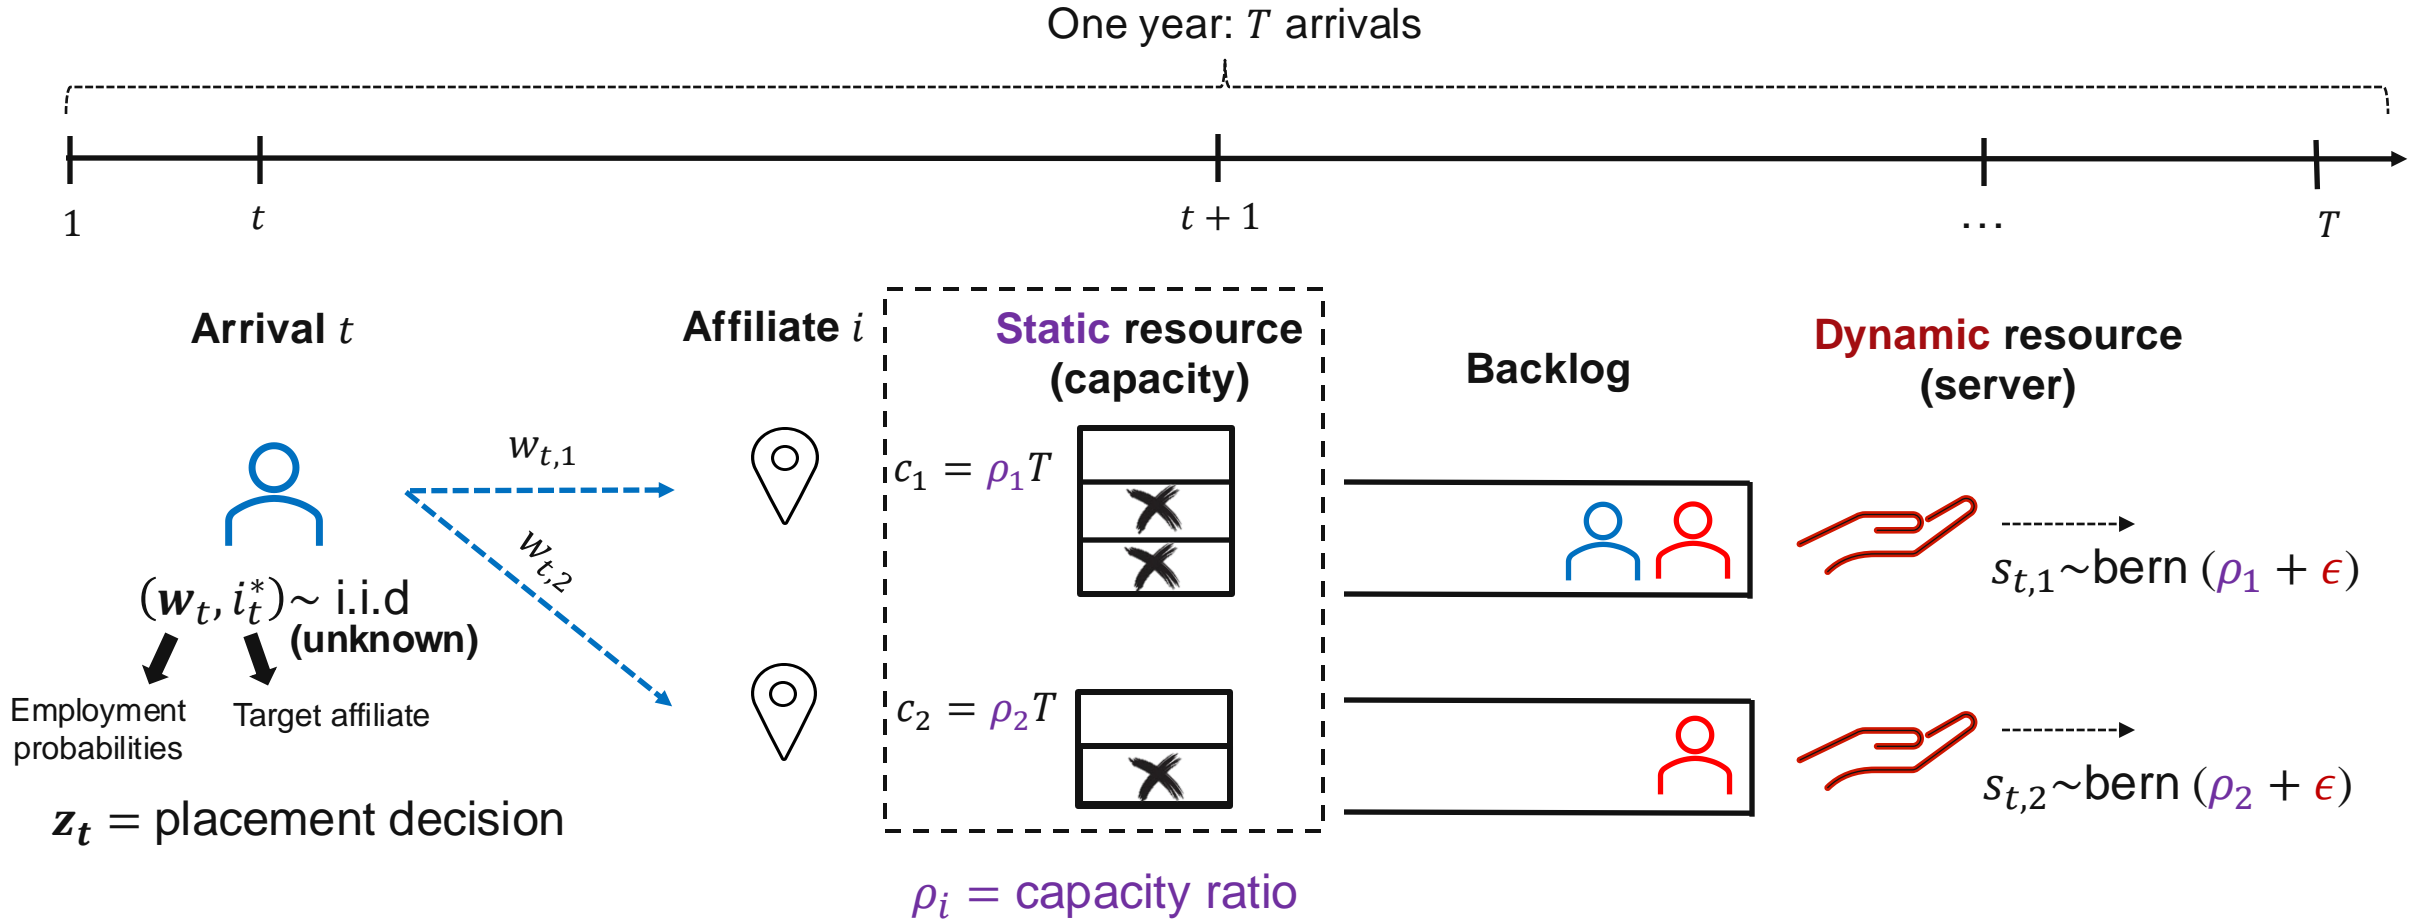 One year: T arrivals
1
t
t + 1
…
T
Arrival t
Affiliate i
Static resource
(capacity)
Backlog
Dynamic resource
(server)
w_{t,1}
w_{t,2}
c_1 = ρ_1T
c_2 = ρ_2T
(w_t, i_t^*)~ i.i.d
(unknown)
Employment
probabilities
Target affiliate
z_t = placement decision
s_{t,1}~bern (ρ_1 + ϵ)
s_{t,2}~bern (ρ_2 + ϵ)
ρ_i = capacity ratio